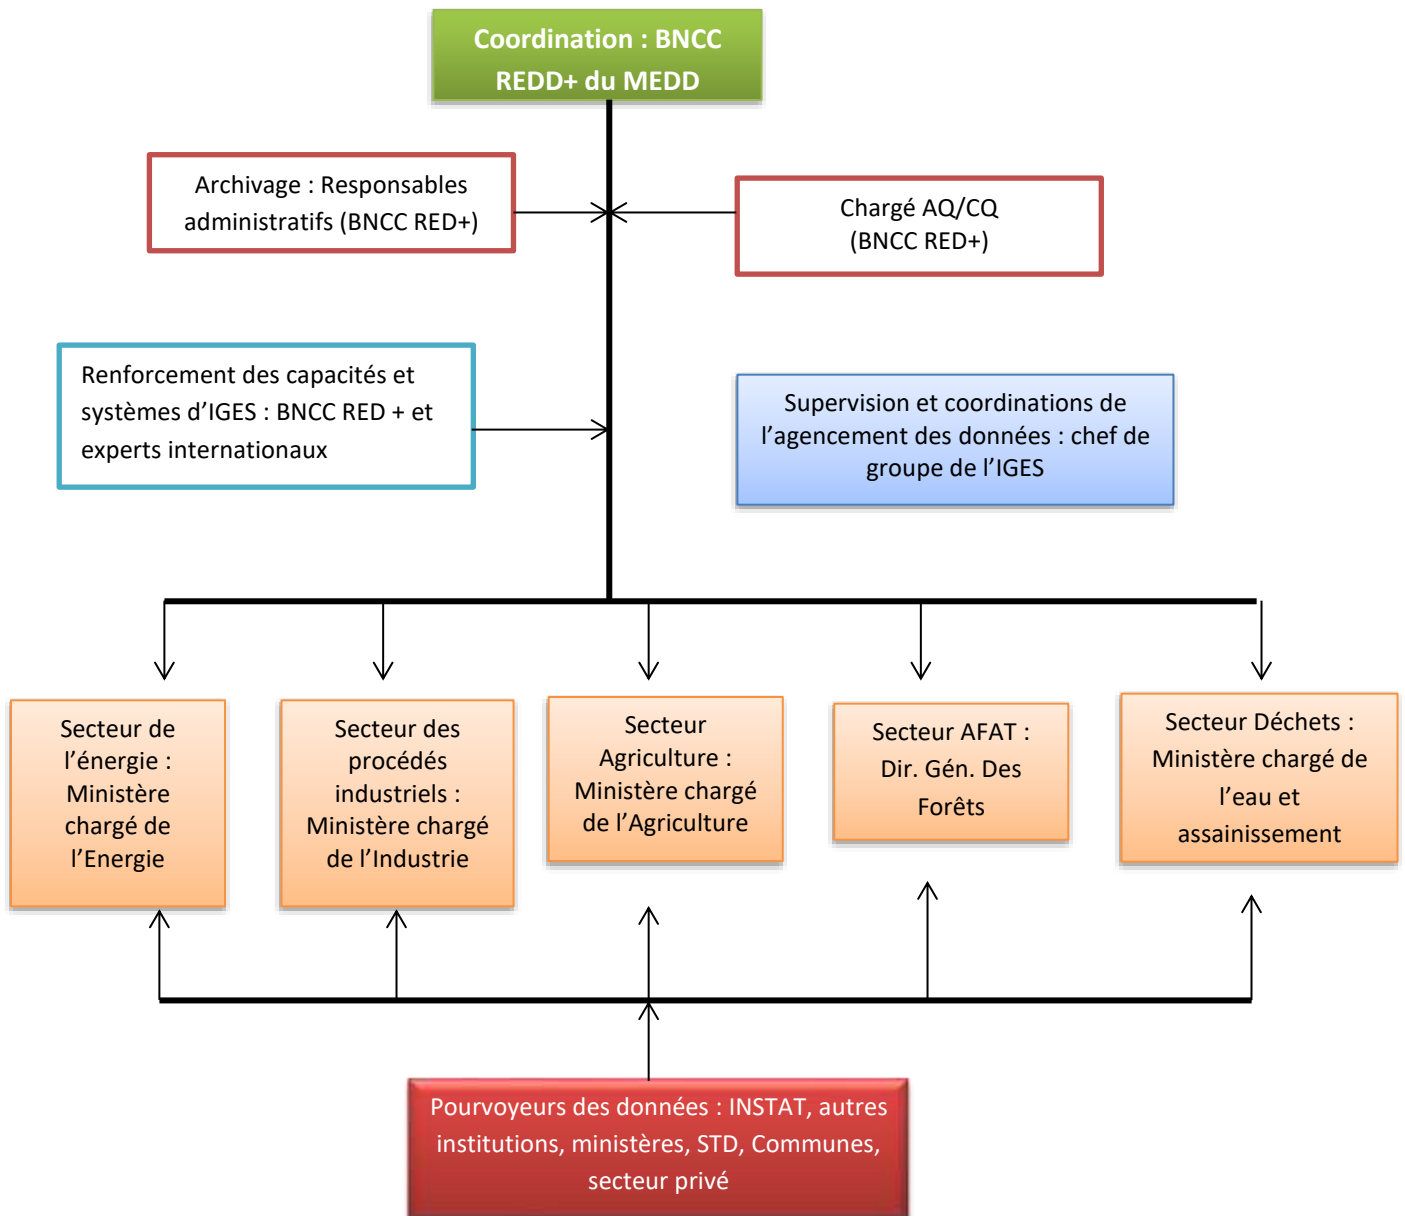 Coordination : BNCC
REDD+ du MEDD
Archivage : Responsables
administratifs (BNCC RED+)
Chargé AQ/CQ
(BNCC RED+)
Renforcement des capacités et
systèmes d’IGES : BNCC RED + et
experts internationaux
Supervision et coordinations de
l’agencement des données : chef de
groupe de l’IGES
Secteur de
l’énergie :
Ministère
chargé de
l’Energie
Secteur des
procédés
industriels :
Ministère chargé
de l’Industrie
Secteur
Agriculture :
Ministère chargé
de l’Agriculture
Secteur AFAT :
Dir. Gén. Des
Forêts
Secteur Déchets :
Ministère chargé de
l’eau et
assainissement
Pourvoyeurs des données : INSTAT, autres
institutions, ministères, STD, Communes,
secteur privé